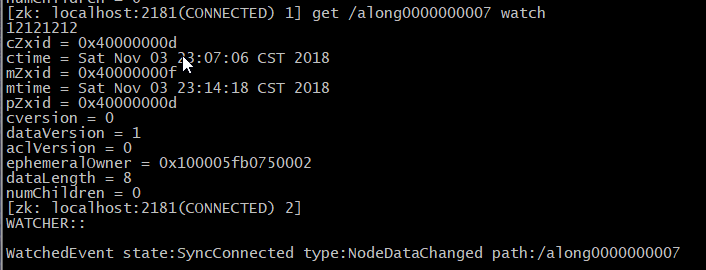 [zk: localhost:2181(CONNECTED) 1] get /along0000000007 watch
12121212
cZxid = 0x40000000d
ctime = Sat Nov 03 23:07:06 CST 2018
mZxid = 0x40000000f
mtime = Sat Nov 03 23:14:18 CST 2018
pZxid = 0x40000000d
cversion = 0
dataVersion = 1
aclVersion = 0
ephemeralOwner = 0x100005fb0750002
dataLength = 8
numChildren = 0
[zk: localhost:2181(CONNECTED) 2]
WATCHER::
WatchedEvent state:SyncConnected type:NodeDataChanged path:/along0000000007